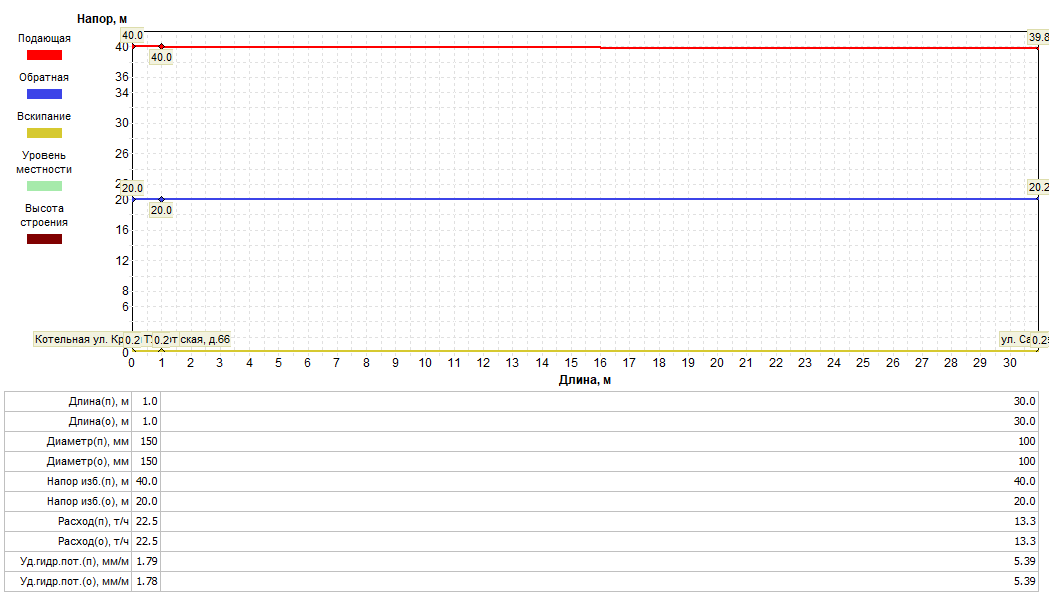 Напор, м
Подающая
Обратная
Вскипание
Уровень
местности
Высота
строения
40.0
39.8
40
40.0
36
34
30
26
20.0
20.2
20
20.0
16
12
8
6
0
Котельная ул. Кр
0.2
0.2
ская, д.66
ул. Са
0.2
0 1 2 3 4 5 6 7 8 9 10 11 12 13 14 15 16 17 18 19 20 21 22 23 24 25 26 27 28 29 30
Длина, м
Длина(п), м 1.0 30.0
Длина(о), м 1.0 30.0
Диаметр(п), мм 150 100
Диаметр(о), мм 150 100
Напор изб.(п), м 40.0 40.0
Напор изб.(о), м 20.0 20.0
Расход(п), т/ч 22.5 13.3
Расход(о), т/ч 22.5 13.3
Уд.гидр.пот.(п), мм/м 1.79 5.39
Уд.гидр.пот.(о), мм/м 1.78 5.39